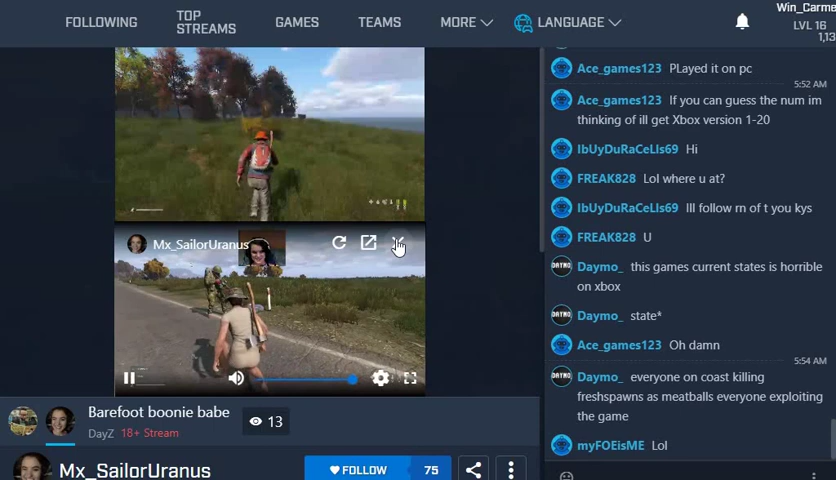 FOLLOWING
TOP
STREAMS
GAMES
TEAMS
MORE
LANGUAGE
Win_Carme
LVL 16
1,13
Ace_games123 PLayed it on pc
5:52 AM
Ace_games123 If you can guess the num im
thinking of ill get Xbox version 1-20
IbUyDuRaCeLls69 Hi
FREAK828 Lol where u at?
IbUyDuRaCeLls69 Ill follow rn of t you kys
FREAK828 U
Daymo_ this games current states is horrible
on xbox
Daymo_ state*
Ace_games123 Oh damn
5:54 AM
Daymo_ everyone on coast killing
freshspawns as meatballs everyone exploiting
the game
myFOEisME Lol
Mx_SailorUranus
Barefoot boonie babe
DayZ 18+ Stream
13
Mx_SailorUranus
FOLLOW 75